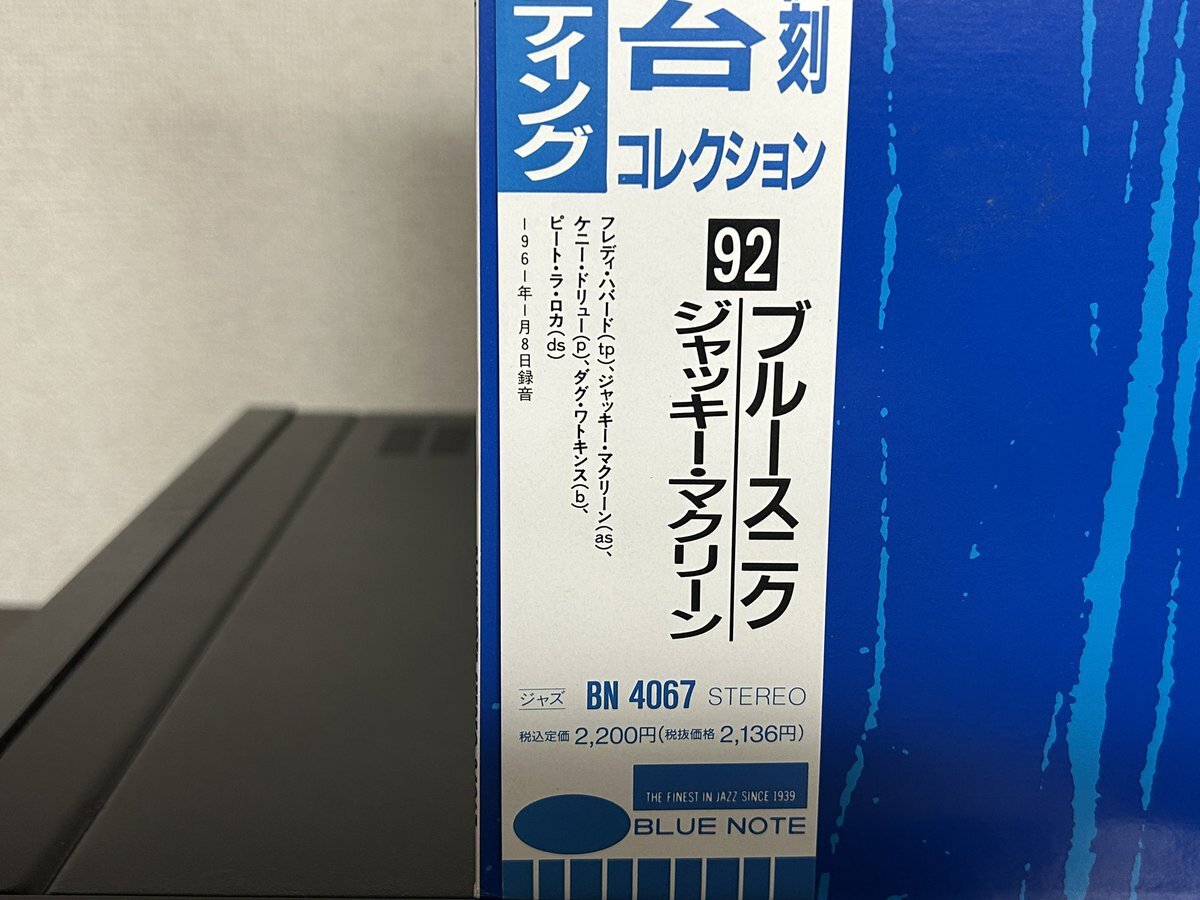 ティング
台
刻
コレクション
92
ブルースニク
ジャッキー・マクリーン
フレディ・ハバード(tp)、ジャッキー・マクリーン(as)、
ケニー・ドリュー(p)、ダグ・ワトキンス(b)、
ピート・ラ・ロカ(ds)
1961年1月8日録音
ジャズ BN 4067 STEREO
税込定価 2,200円(税抜価格 2,136円)
THE FINEST IN JAZZ SINCE 1939
BLUE NOTE